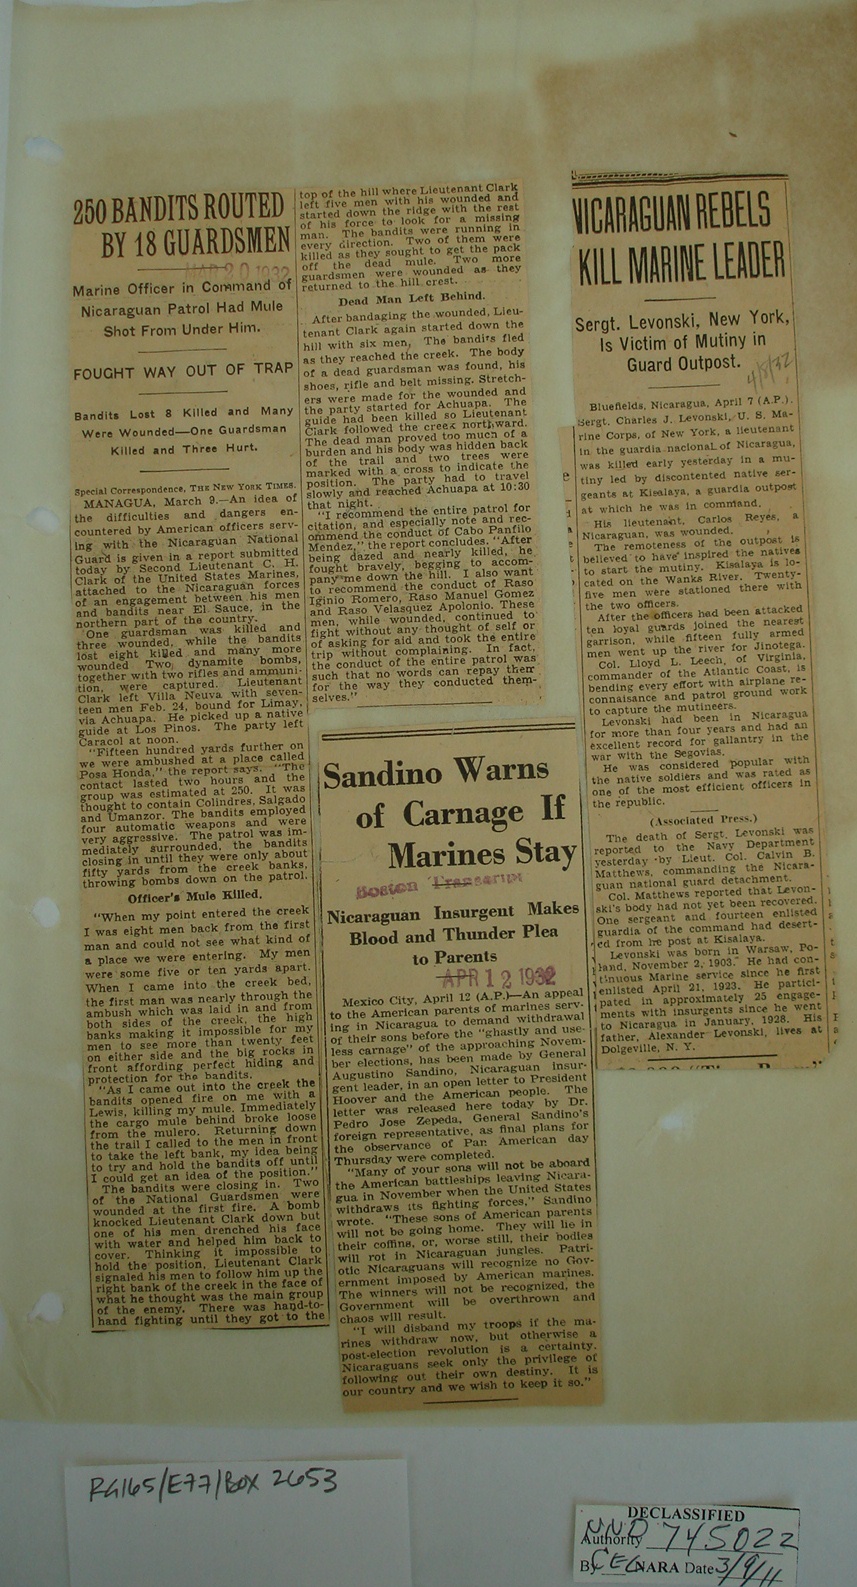 250 BANDITS ROUTED
BY 18 GUARDSMEN
MAR 20 1932
Marine Officer in Command of
Nicaraguan Patrol Had Mule
Shot From Under Him.
FOUGHT WAY OUT OF TRAP
Bandits Lost 8 Killed and Many
Were Wounded—One Guardsman
Killed and Three Hurt.
Special Correspondence, THE NEW YORK TIMES.
MANAGUA, March 9.—An idea of
the difficulties and dangers en-
countered by American officers serv-
ing with the Nicaraguan National
Guard is given in a report submitted
today by Second Lieutenant C. H.
Clark of the United States Marines,
attached to the Nicaraguan forces
of an engagement between his men
and bandits near El Sauce, in the
northern part of the country.
One guardsman was killed and
three wounded, while the bandits
lost eight killed and many more
wounded Two dynamite bombs,
together with two rifles and ammuni-
tion, were captured. Lieutenant
Clark left Villa Neuva with seven-
teen men Feb. 24, bound for Limay,
via Achuapa. He picked up a native
guide at Los Pinos. The party left
Caracol at noon.
"Fifteen hundred yards further on
we were ambushed at a place called
Posa Honda," the report says. "The
contact lasted two hours and the
group was estimated at 250. It was
thought to contain Colindres, Salgado
and Umanzor. The bandits employed
four automatic weapons and were
very aggressive. The patrol was im-
mediately surrounded, the bandits
closing in until they were only about
fifty yards from the creek banks,
throwing bombs down on the patrol.
Officer's Mule Killed.
"When my point entered the creek
I was eight men back from the first
man and could not see what kind of
a place we were entering. My men
were some five or ten yards apart.
When I came into the creek bed,
the first man was nearly through the
ambush which was laid in and from
both sides of the creek, the high
banks making it impossible for my
men to see more than twenty feet
on either side and the big rocks in
front affording perfect hiding and
protection for the bandits.
"As I came out into the creek the
bandits opened fire on me with a
Lewis, killing my mule. Immediately
the cargo mule behind broke loose
from the mulero. Returning down
the trail I called to the men in front
to take the left bank, my idea being
to try and hold the bandits off until
I could get an idea of the position."
The bandits were closing in. Two
of the National Guardsmen were
wounded at the first fire. A bomb
knocked Lieutenant Clark down but
one of his men drenched his face
with water and helped him back to
cover. Thinking it impossible to
hold the position, Lieutenant Clark
signaled his men to follow him up the
right bank of the creek in the face of
what he thought was the main group
of the enemy. There was hand-to-
hand fighting until they got to the
top of the hill where Lieutenant Clark
left five men with his wounded and
started down the ridge with the rest
of his force to look for a missing
man. The bandits were running in
every direction. Two of them were
killed as they sought to get the pack
off the dead mule. Two more
guardsmen were wounded as they
returned to the hill crest.
Dead Man Left Behind.
After bandaging the wounded, Lieu-
tenant Clark again started down the
hill with six men. The bandits fled
as they reached the creek. The body
of a dead guardsman was found, his
shoes, rifle and belt missing. Stretch-
ers were made for the wounded and
the party started for Achuapa. The
guide had been killed so Lieutenant
Clark followed the creek northward.
The dead man proved too much of a
burden and his body was hidden back
of the trail and two trees were
marked with a cross to indicate the
position. The party had to travel
slowly and reached Achuapa at 10:30
that night.
"I recommend the entire patrol for
citation, and especially note and rec-
ommend the conduct of Cabo Panfilo
Mendez," the report concludes. "After
being dazed and nearly killed, he
fought bravely, begging to accom-
pany me down the hill. I also want
to recommend the conduct of Raso
Iginio Romero, Raso Manuel Gomez
and Raso Velasquez Apolonio. These
men, while wounded, continued to
fight without any thought of self or
of asking for aid and took the entire
trip without complaining. In fact,
the conduct of the entire patrol was
such that no words can repay them
for the way they conducted them-
selves."
Sandino Warns
of Carnage If
Marines Stay
Boston Transcript
Nicaraguan Insurgent Makes
Blood and Thunder Plea
to Parents
APR 12 1932
Mexico City, April 12 (A.P.)—An appeal
to the American parents of marines serv-
ing in Nicaragua to demand withdrawal
of their sons before the "ghastly and use-
less carnage" of the approaching Novem-
ber elections, has been made by General
Augustino Sandino, Nicaraguan insur-
gent leader, in an open letter to President
Hoover and the American people. The
letter was released here today by Dr.
Pedro Jose Zepeda, General Sandino's
foreign representative, as final plans for
the observance of Pan American day
Thursday were completed.
"Many of your sons will not be aboard
the American battleships leaving Nicara-
gua in November when the United States
withdraws its fighting forces," Sandino
wrote. "These sons of American parents
will not be going home. They will lie in
their coffins, or, worse still, their bodies
will rot in Nicaraguan jungles. Patri-
otic Nicaraguans will recognize no Gov-
ernment imposed by American marines.
The winners will not be recognized, the
Government will be overthrown and
chaos will result.
"I will disband my troops if the ma-
rines withdraw now, but otherwise a
post-election revolution is a certainty.
Nicaraguans seek only the privilege of
following out their own destiny. It is
our country and we wish to keep it so."
NICARAGUAN REBELS
KILL MARINE LEADER
Sergt. Levonski, New York,
Is Victim of Mutiny in
Guard Outpost.
4/8/32
Bluefields, Nicaragua, April 7 (A.P.).
Sergt. Charles J. Levonski, U. S. Ma-
rine Corps, of New York, a lieutenant
in the guardia nacional of Nicaragua,
was killed early yesterday in a mu-
tiny led by discontented native ser-
geants at Kisalaya, a guardia outpost
at which he was in command.
His lieutenant, Carlos Reyes, a
Nicaraguan, was wounded.
The remoteness of the outpost is
believed to have inspired the natives
to start the mutiny. Kisalaya is lo-
cated on the Wanks River. Twenty-
five men were stationed there with
the two officers.
After the officers had been attacked
ten loyal guards joined the nearest
garrison, while fifteen fully armed
men went up the river for Jinotega.
Col. Lloyd L. Leech, of Virginia,
commander of the Atlantic Coast, is
bending every effort with airplane re-
connaisance and patrol ground work
to capture the mutineers.
Levonski had been in Nicaragua
for more than four years and had an
excellent record for gallantry in the
war with the Segovias.
He was considered popular with
the native soldiers and was rated as
one of the most efficient officers in
the republic.
(Associated Press.)
The death of Sergt. Levonski was
reported to the Navy Department
yesterday by Lieut. Col. Calvin B.
Matthews, commanding the Nicara-
guan national guard detachment.
Col. Matthews reported that Levon-
ski's body had not yet been recovered.
One sergeant and fourteen enlisted
guardia of the command had desert-
ed from he post at Kisalaya.
Levonski was born in Warsaw, Po-
land, November 2, 1903. He had con-
tinuous Marine service since he first
enlisted April 21, 1923. He partici-
pated in approximately 25 engage-
ments with insurgents since he went
to Nicaragua in January, 1928. His
father, Alexander Levonski, lives at
Dolgeville, N. Y.
RG165/E77/BOX 2653
DECLASSIFIED
Authority NND 745022
By CEG NARA Date 3/9/11